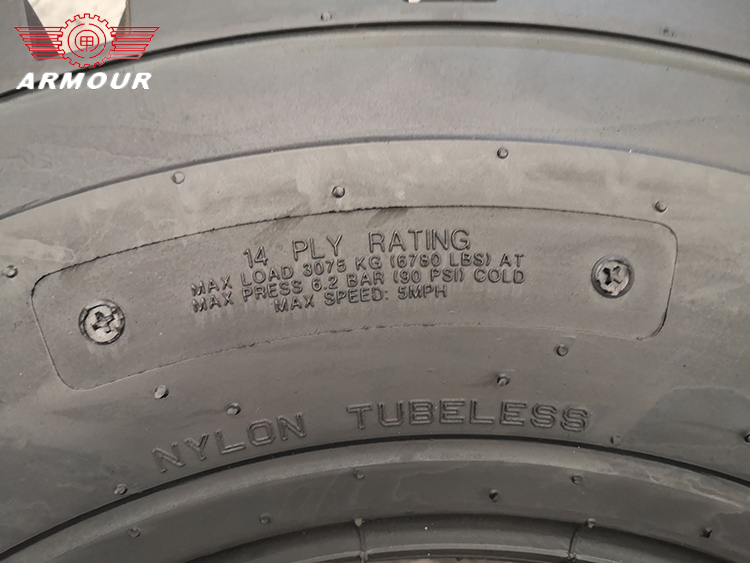 ARMOUR
14 PLY RATING
MAX LOAD 3075 KG (6780 LBS) AT
MAX PRESS 6.2 BAR (90 PSI) COLD
MAX SPEED: 5MPH
NYLON TUBELESS